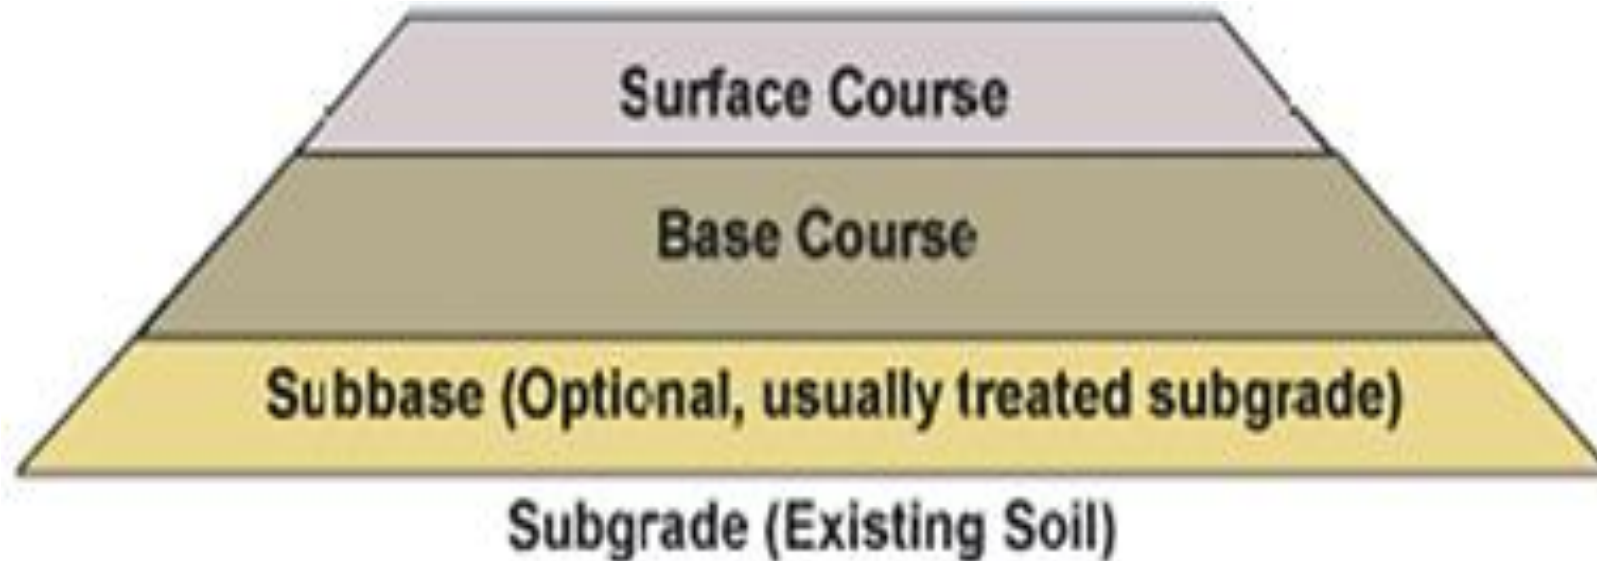 Surface Course
Base Course
Subbase (Optional, usually treated subgrade)
Subgrade (Existing Soil)